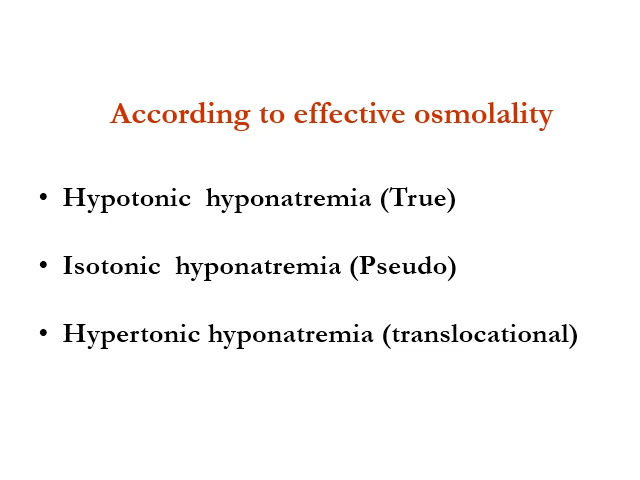 According to effective osmolality
• Hypotonic  hyponatremia (True)
• Isotonic  hyponatremia (Pseudo)
• Hypertonic hyponatremia (translocational)